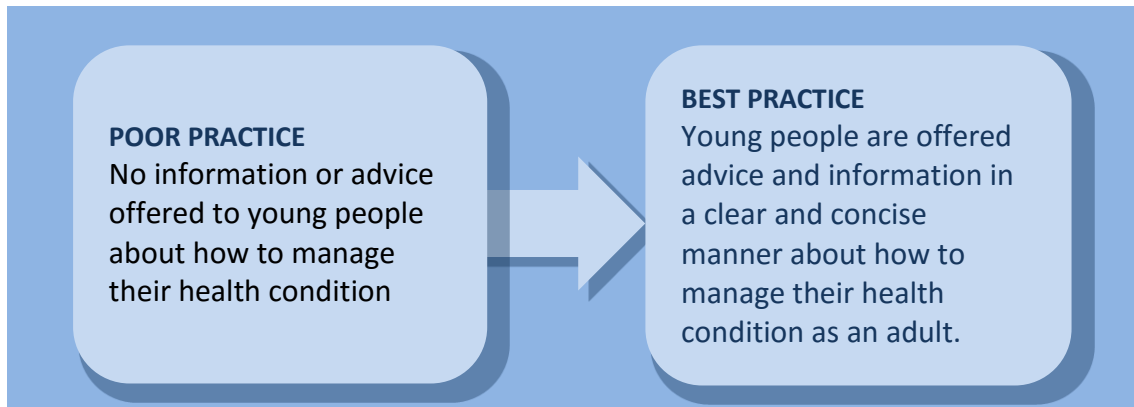 POOR PRACTICE
No information or advice
offered to young people
about how to manage
their health condition
BEST PRACTICE
Young people are offered
advice and information in
a clear and concise
manner about how to
manage their health
condition as an adult.